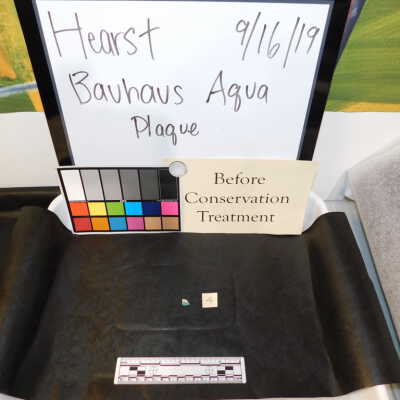 Hearst 9/16/19
Bauhaus Aqua
Plaque
Before
Conservation
Treatment